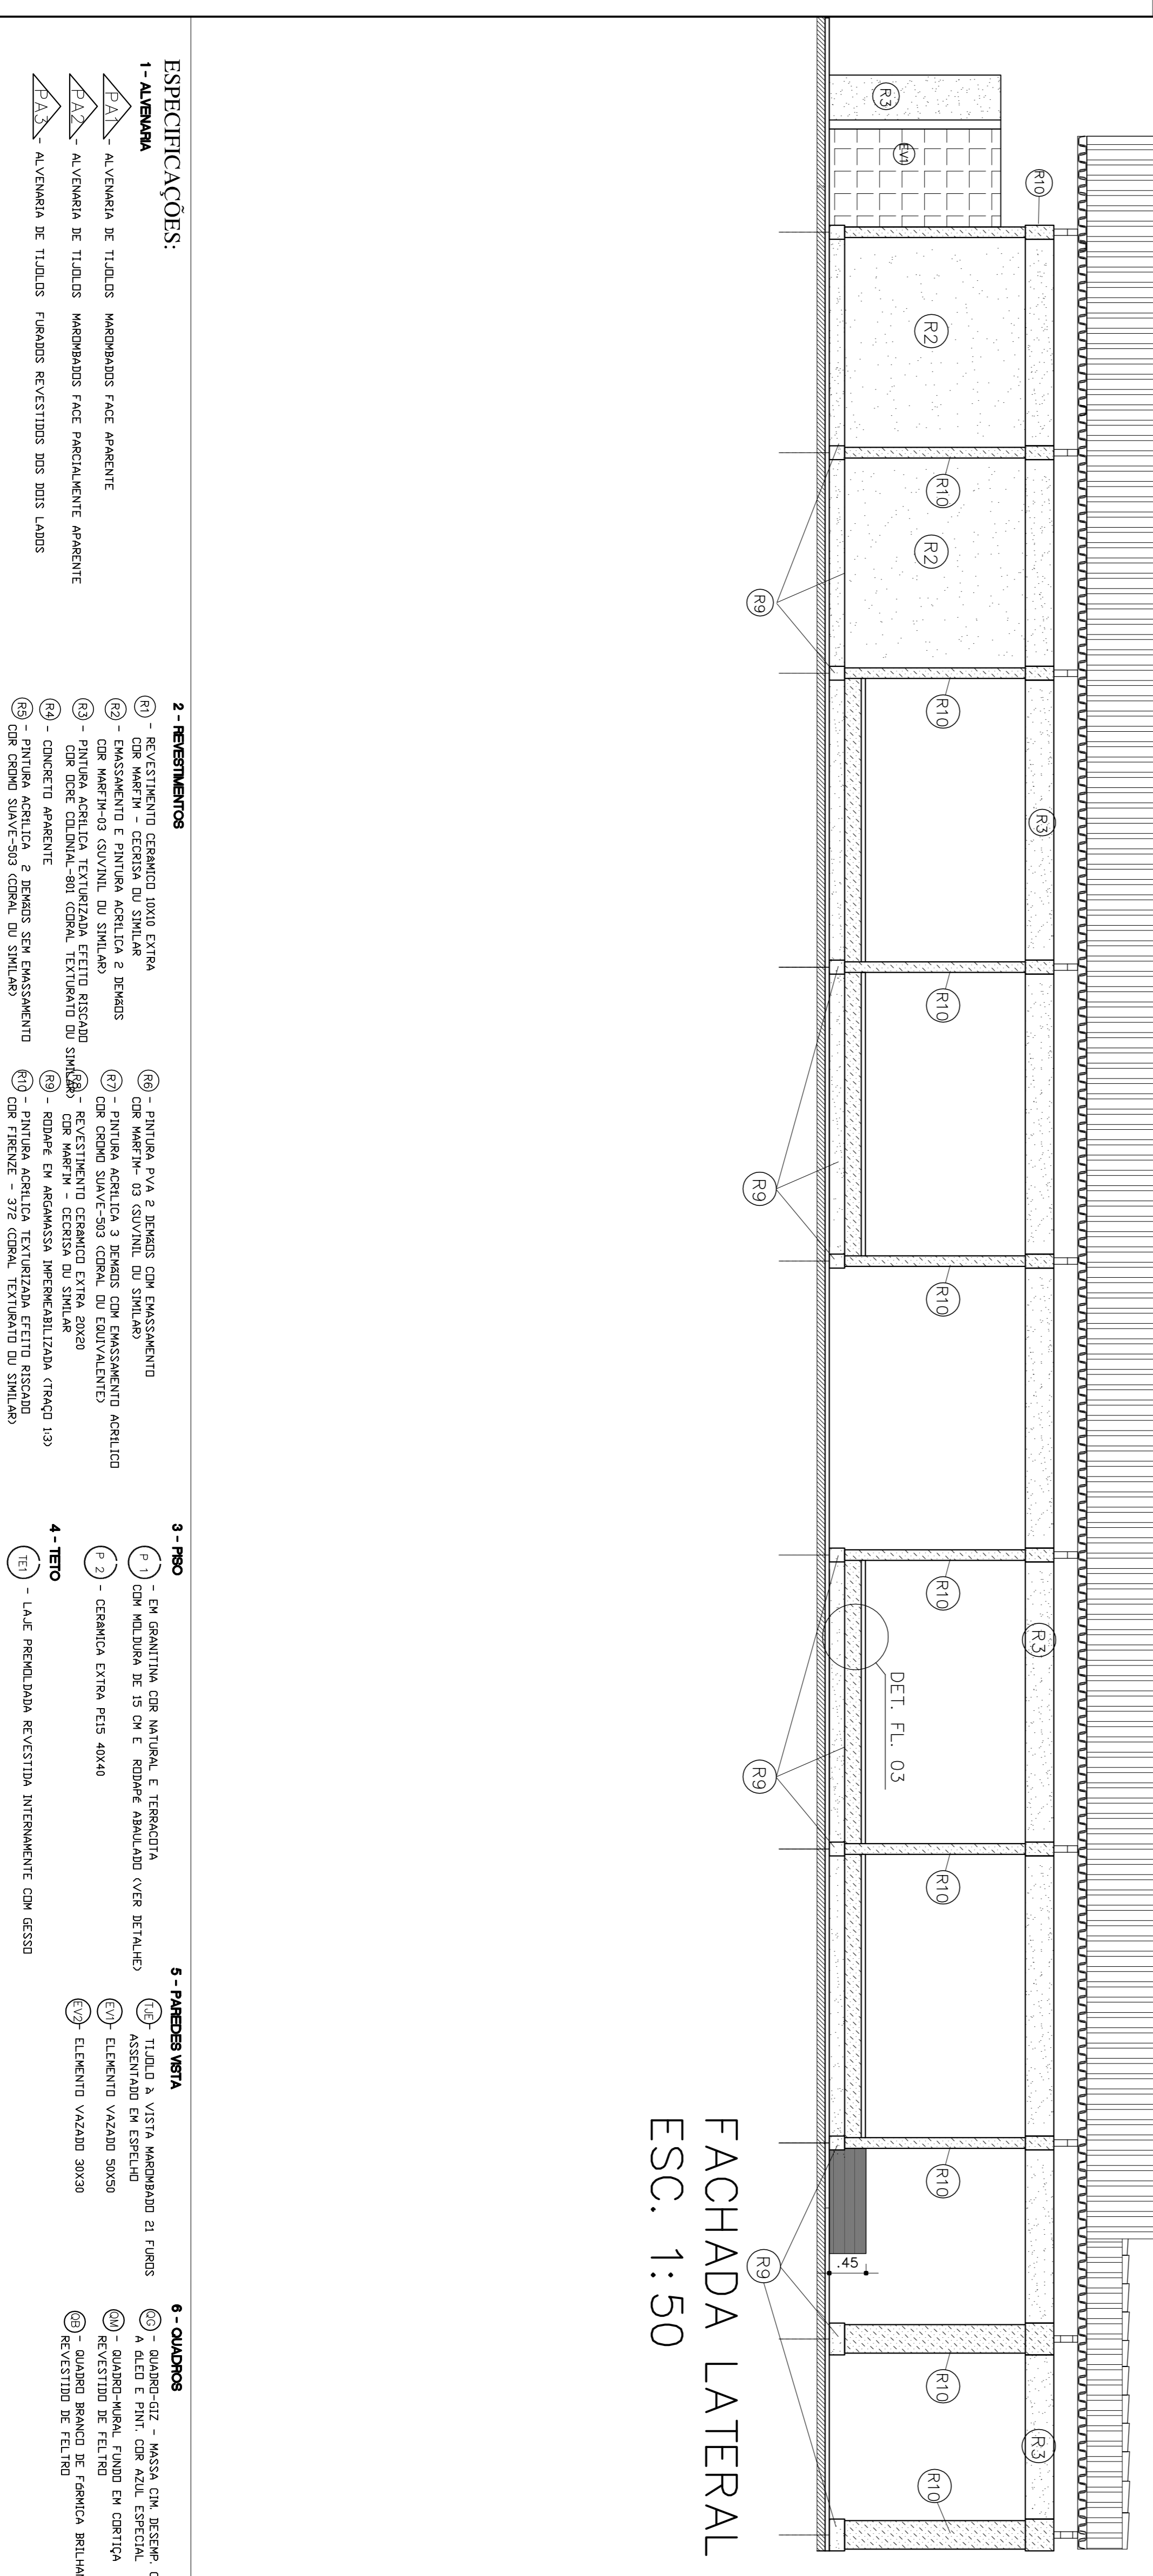 R10
R3
EV1
R2
R10
R2
R9
R10
R3
R10
R9
R10
R10
R3
DET. FL. 03
R9
R10
R10
.45
R9
R10
R3
R10
FACHADA LATERAL
ESC. 1:50
ESPECIFICAÇÕES:
1 - ALVENARIA
PA1 - ALVENARIA DE TIJOLOS MAROMBADOS FACE APARENTE
PA2 - ALVENARIA DE TIJOLOS MAROMBADOS FACE PARCIALMENTE APARENTE
PA3 - ALVENARIA DE TIJOLOS FURADOS REVESTIDOS DOS DOIS LADOS
2 - REVESTIMENTOS
R1 - REVESTIMENTO CERAMICO 10X10 EXTRA
COR MARFIM - CECRISA OU SIMILAR
R2 - EMASSAMENTO E PINTURA ACRíLICA 2 DEMãOS
COR MARFIM-03 (SUVINIL OU SIMILAR)
R3 - PINTURA ACRíLICA TEXTURIZADA EFEITO RISCADO
COR OCRE COLONIAL-801 (CORAL TEXTURATO OU SIMILAR)
R4 - CONCRETO APARENTE
R5 - PINTURA ACRíLICA 2 DEMãOS SEM EMASSAMENTO
COR CROMO SUAVE-503 (CORAL OU SIMILAR)
R6 - PINTURA PVA 2 DEMãOS COM EMASSAMENTO
COR MARFIM- 03 (SUVINIL OU SIMILAR)
R7 - PINTURA ACRíLICA 3 DEMãOS COM EMASSAMENTO ACRíLICO
COR CROMO SUAVE-503 (CORAL OU EQUIVALENTE)
R8 - REVESTIMENTO CERâMICO EXTRA 20X20
COR MARFIM - CECRISA OU SIMILAR
R9 - RODAPé EM ARGAMASSA IMPERMEABILIZADA (TRAÇO 1:3)
R10 - PINTURA ACRíLICA TEXTURIZADA EFEITO RISCADO
COR FIRENZE - 372 (CORAL TEXTURATO OU SIMILAR)
3 - PISO
P 1 - EM GRANITINA COR NATURAL E TERRACOTA
COM MOLDURA DE 15 CM E RODAPé ABAULADO (VER DETALHE)
P 2 - CERâMICA EXTRA PEI5 40X40
4 - TETO
TE1 - LAJE PREMOLDADA REVESTIDA INTERNAMENTE COM GESSO
5 - PAREDES VISTA
TJE - TIJOLO à VISTA MAROMBADO 21 FUROS
ASSENTADO EM ESPELHO
EV1 - ELEMENTO VAZADO 50X50
EV2 - ELEMENTO VAZADO 30X30
6 - QUADROS
QG - QUADRO-GIZ - MASSA CIM. DESEMP.
A óLEO E PINT. COR AZUL ESPECIAL
QM - QUADRO-MURAL FUNDO EM CORTIÇA
REVESTIDO DE FELTRO
QB - QUADRO BRANCO DE FóRMICA
REVESTIDO DE FELTRO